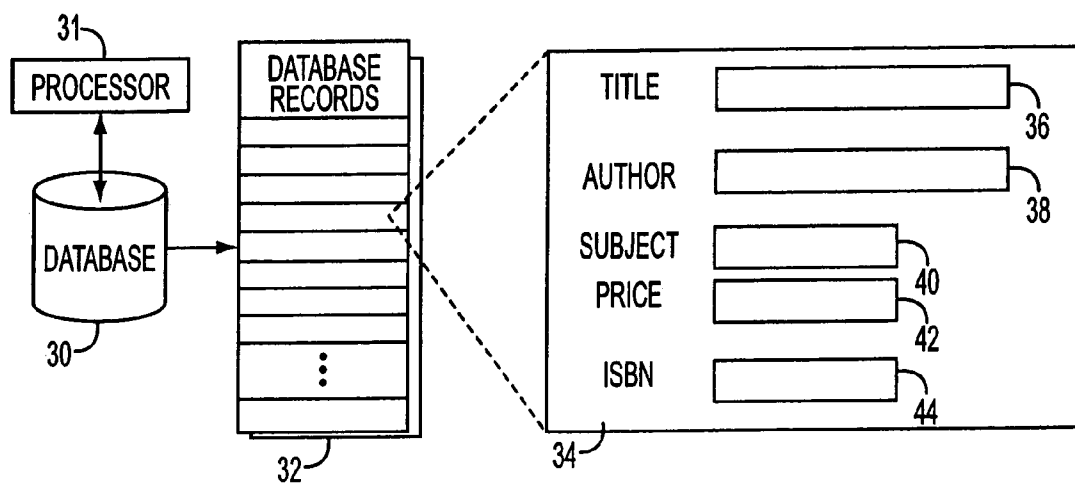 31
PROCESSOR
DATABASE
30
DATABASE
RECORDS
32
TITLE
36
AUTHOR
38
SUBJECT
40
PRICE
42
ISBN
44
34